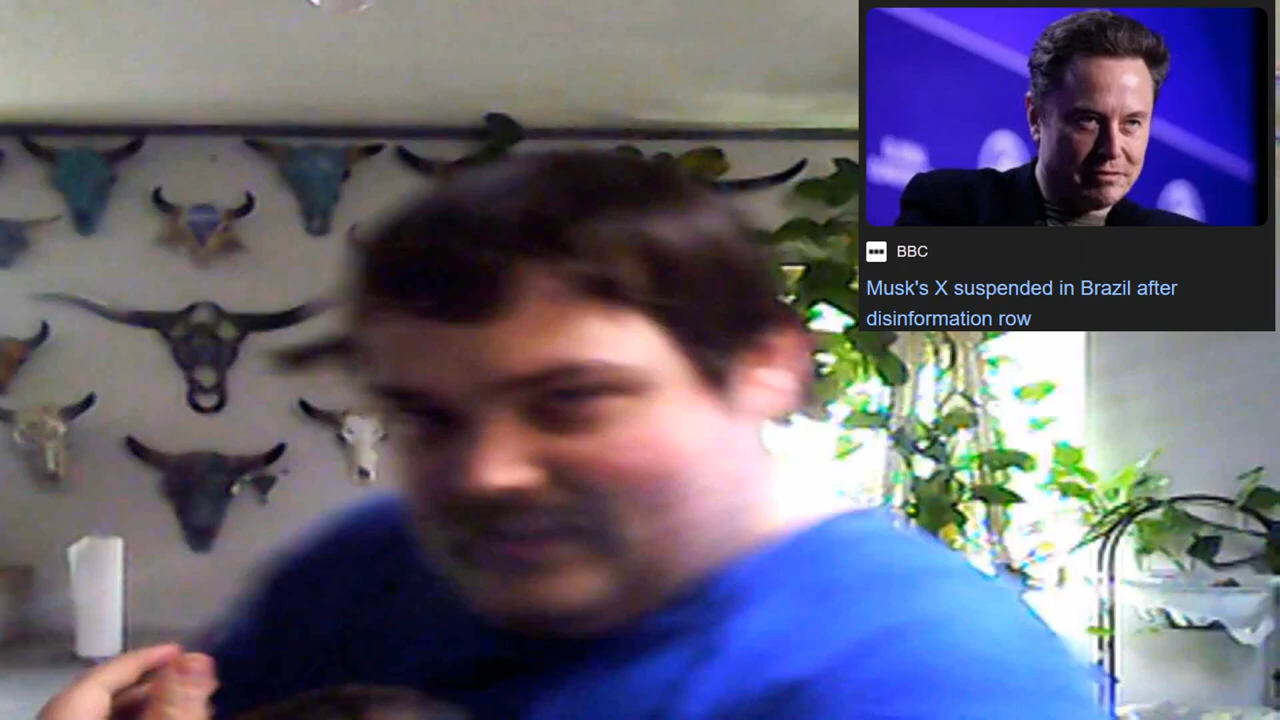 BBC
Musk's X suspended in Brazil after
disinformation row